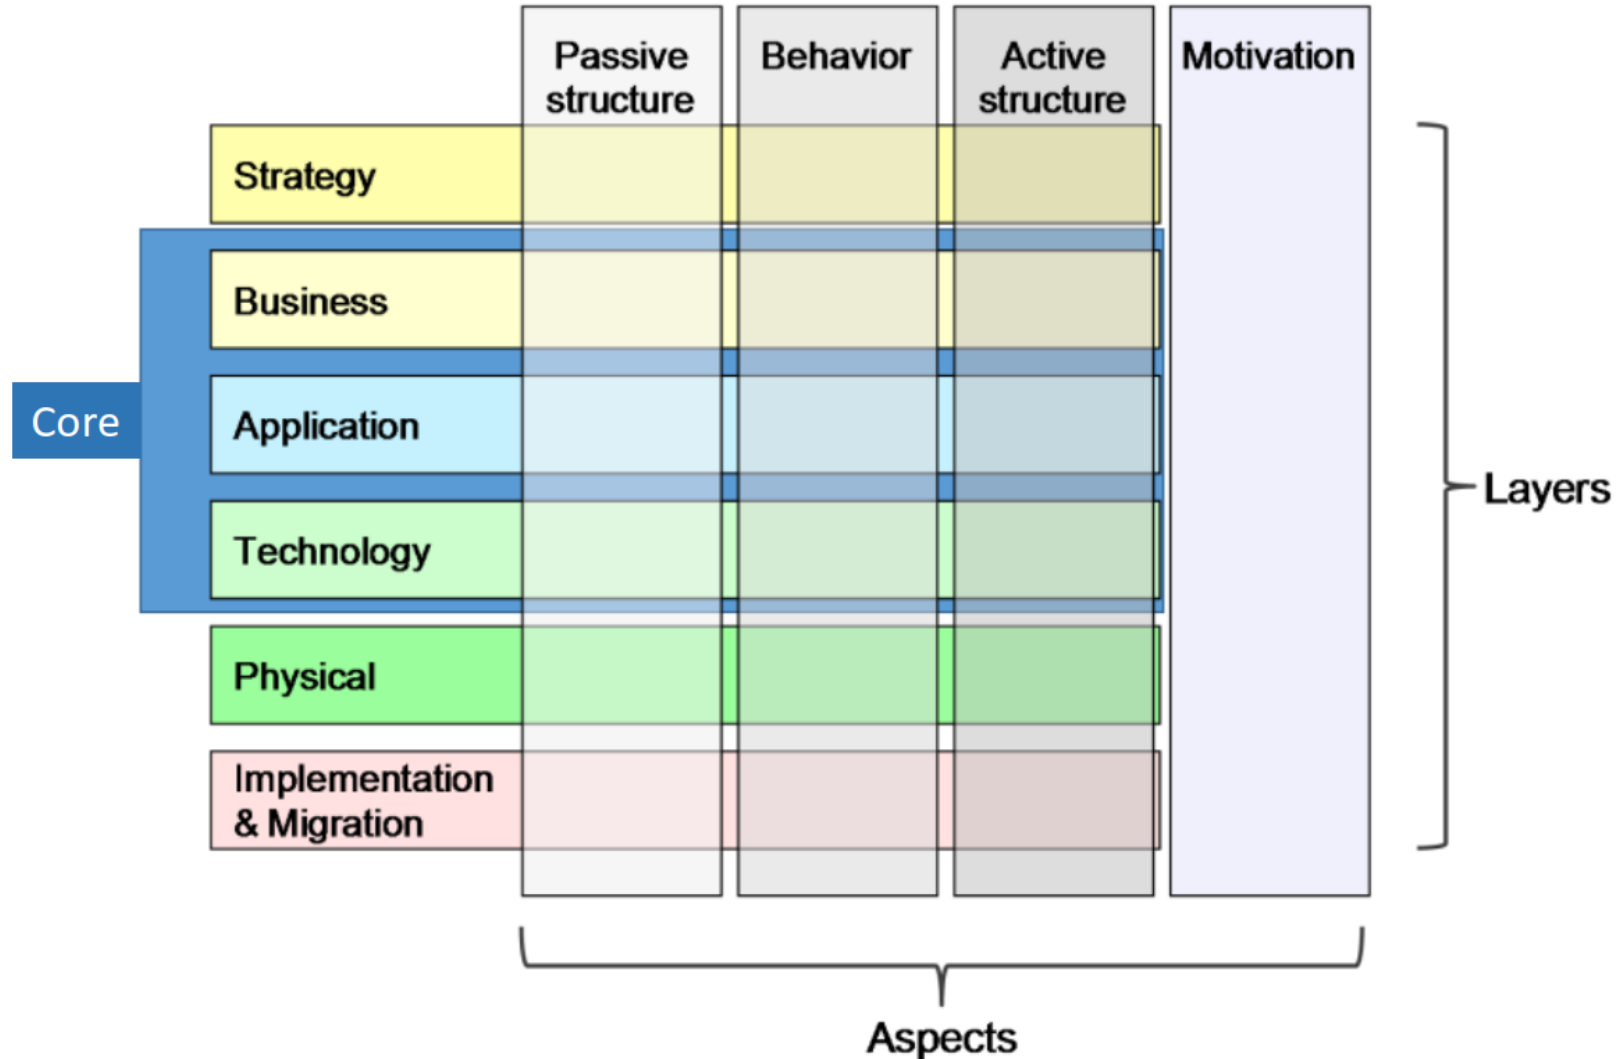 Passive
structure
Behavior
Active
structure
Motivation
Strategy
Business
Core
Application
Technology
Physical
Implementation
& Migration
Layers
Aspects